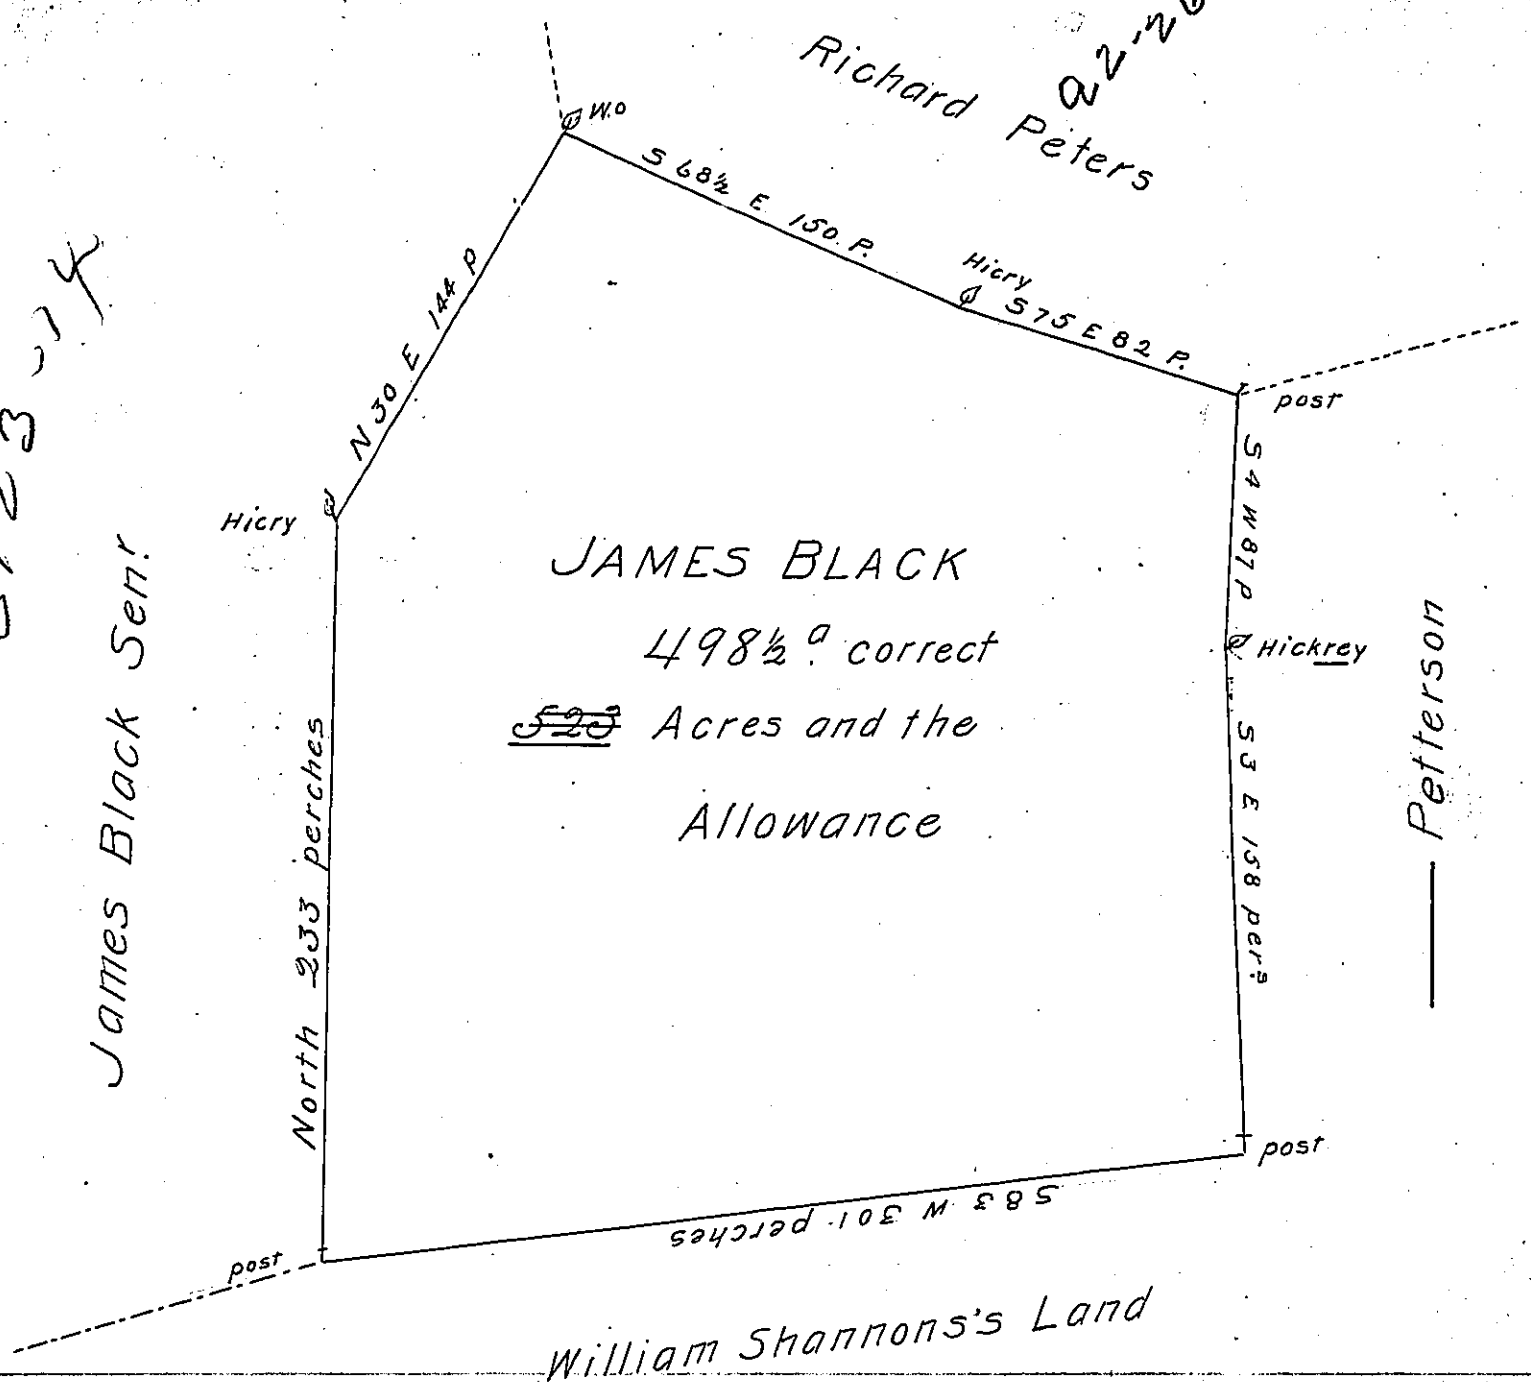 Richard Peters
W.O
S 68½ E 150. P.
Hicry
S 75 E 82 P.
post
N 30 E 144 P
Hicry
S 4 W 87 P
Hickrey
JAMES BLACK
498½ a. correct
523 Acres and the
Allowance
James Black Senr.
North 233 perches
S 3 E 158 pers
Petterson
post
S 83 W 301 perches
post
William Shannons's Land